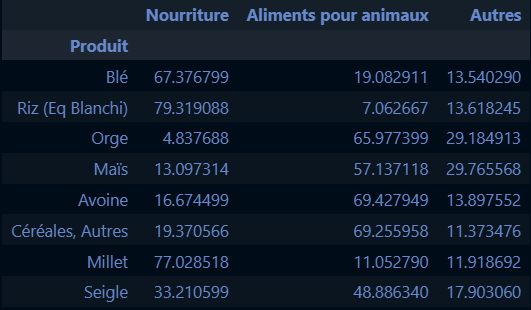 Nourriture Aliments pour animaux Autres
Produit
Blé 67.376799 19.082911 13.540290
Riz (Eq Blanchi) 79.319088 7.062667 13.618245
Orge 4.837688 65.977399 29.184913
Maïs 13.097314 57.137118 29.765568
Avoine 16.674499 69.427949 13.897552
Céréales, Autres 19.370566 69.255958 11.373476
Millet 77.028518 11.052790 11.918692
Seigle 33.210599 48.886340 17.903060